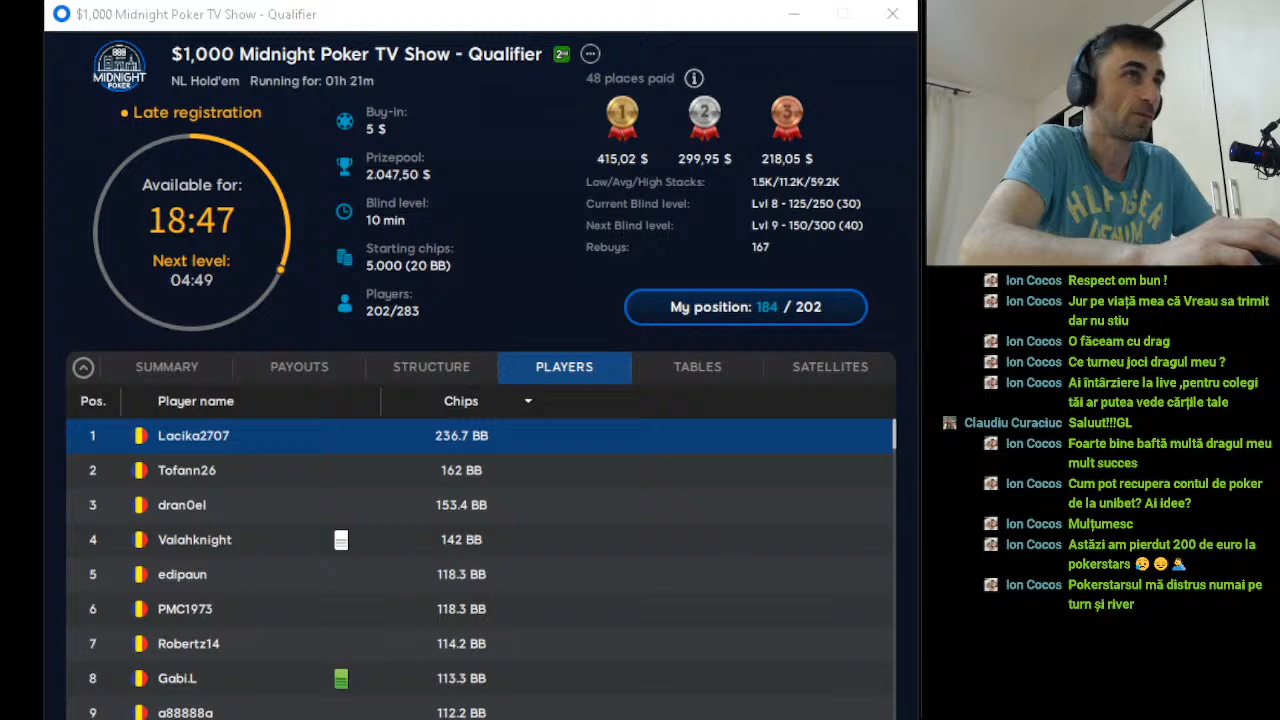 $1,000 Midnight Poker TV Show - Qualifier
888
MIDNIGHT
POKER
$1,000 Midnight Poker TV Show - Qualifier 2nd
NL Hold'em Running for: 01h 21m
48 places paid
Late registration
Available for:
18:47
Next level:
04:49
Buy-in:
5 $
Prizepool:
2.047,50 $
Blind level:
10 min
Starting chips:
5.000 (20 BB)
Players:
202/283
1 2 3
415,02 $ 299,95 $ 218,05 $
Low/Avg/High Stacks: 1.5K/11.2K/59.2K
Current Blind level: Lvl 8 - 125/250 (30)
Next Blind level: Lvl 9 - 150/300 (40)
Rebuys: 167
My position: 184 / 202
SUMMARY PAYOUTS STRUCTURE PLAYERS TABLES SATELLITES
Pos. Player name Chips
1 Lacika2707 236.7 BB
2 Tofann26 162 BB
3 dran0el 153.4 BB
4 Valahknight 142 BB
5 edipaun 118.3 BB
6 PMC1973 118.3 BB
7 Robertz14 114.2 BB
8 Gabi.L 113.3 BB
9 a88888a 112.2 BB
HILFIGER
DENIM
Ion Cocos Respect om bun !
Ion Cocos Jur pe viață mea că Vreau sa trimit
dar nu stiu
Ion Cocos O făceam cu drag
Ion Cocos Ce turneu joci dragul meu ?
Ion Cocos Ai întârziere la live ,pentru colegi
tăi ar putea vede cărțile tale
Claudiu Curaciuc Saluut!!!GL
Ion Cocos Foarte bine baftă multă dragul meu
mult succes
Ion Cocos Cum pot recupera contul de poker
de la unibet? Ai idee?
Ion Cocos Mulțumesc
Ion Cocos Astăzi am pierdut 200 de euro la
pokerstars 😥😞🤦
Ion Cocos Pokerstarsul mă distrus numai pe
turn și river